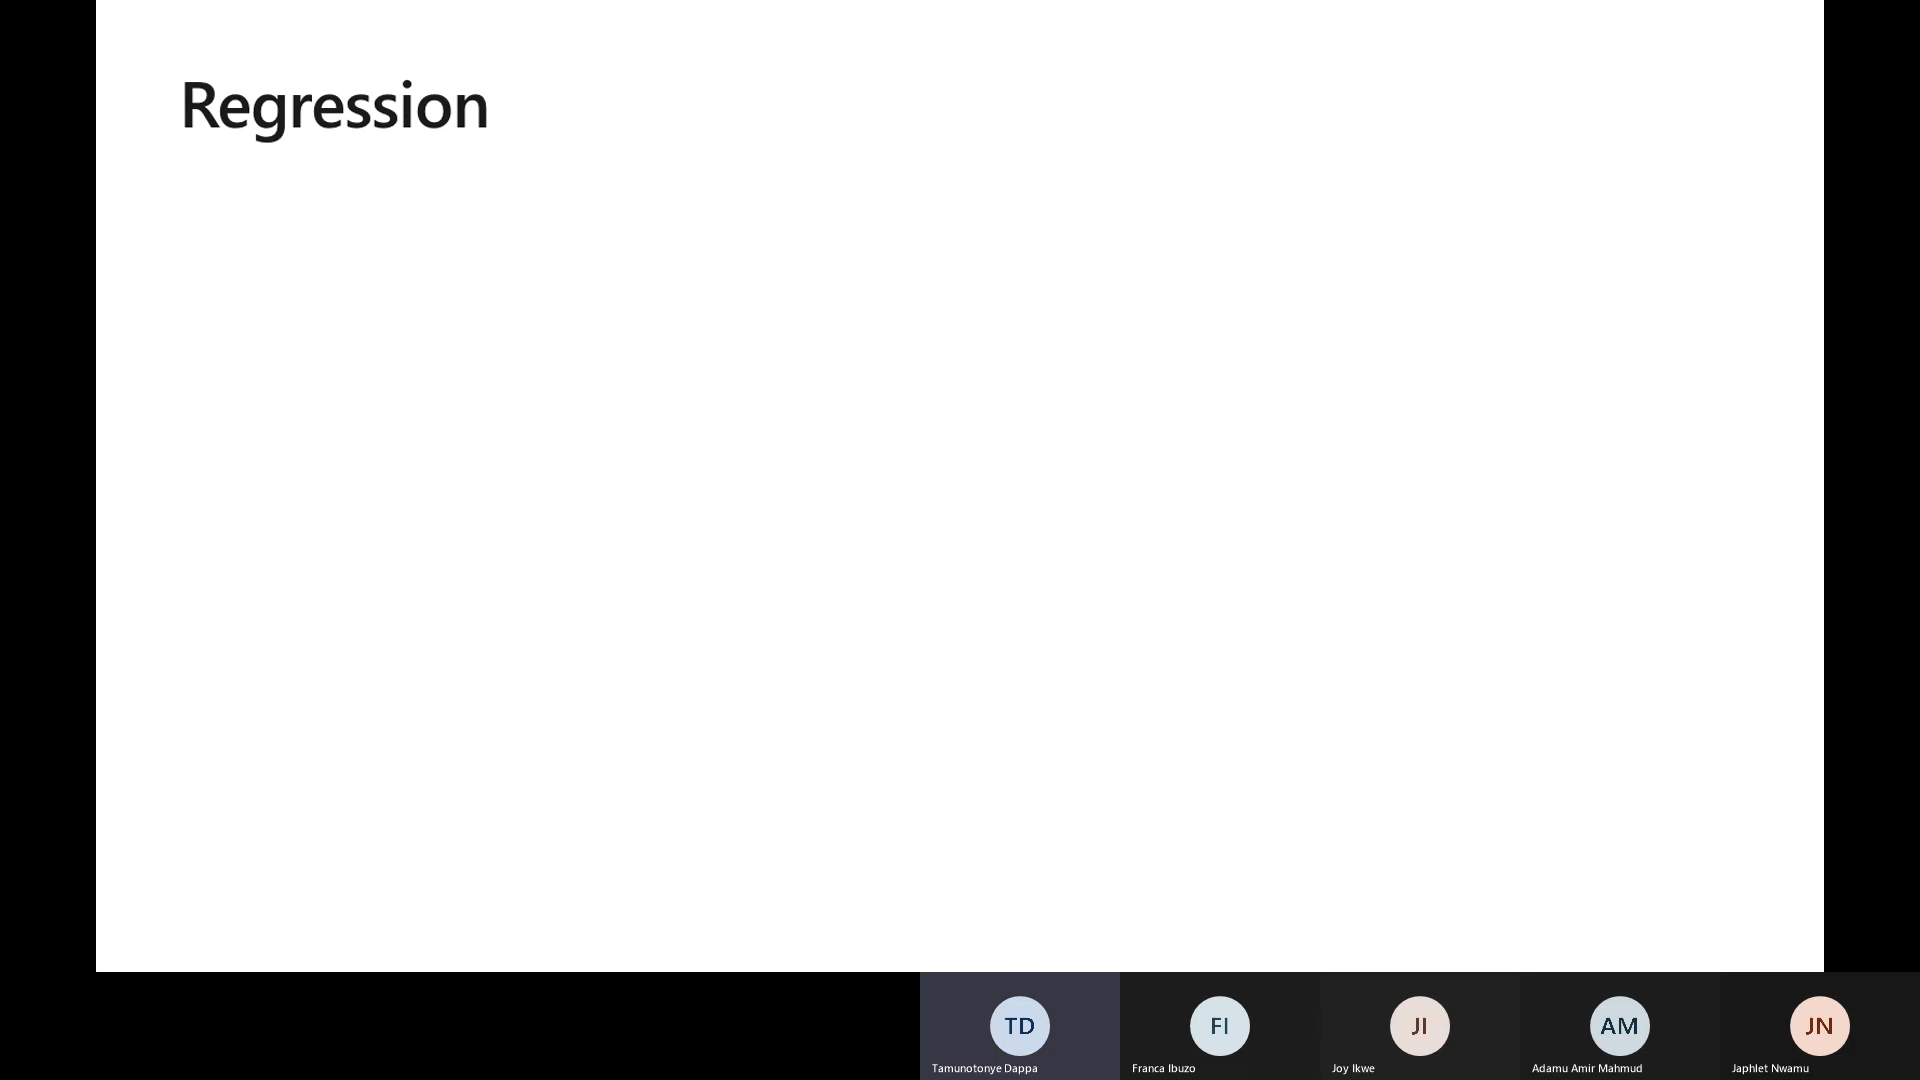 Regression
TD
FI
JI
AM
JN
Tamunotonye Dappa
Franca Ibuzo
Joy Ikwe
Adamu Amir Mahmud
Japhlet Nwamu